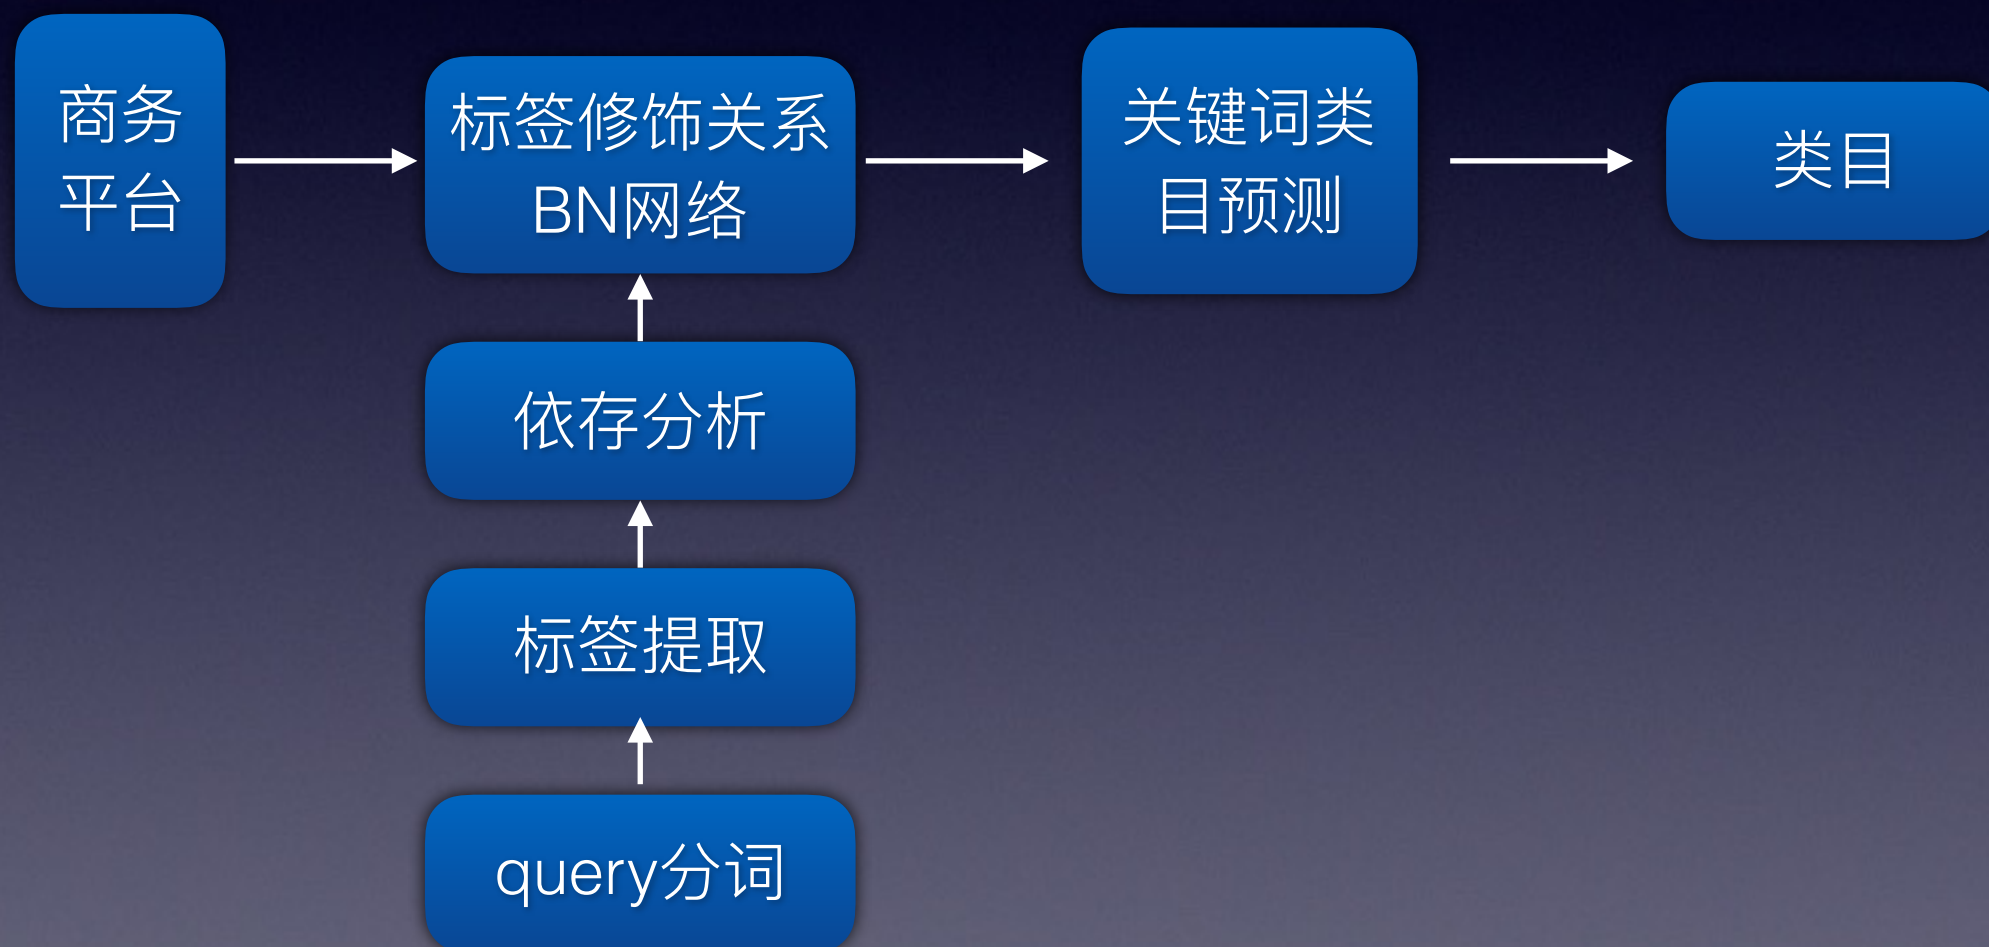 商务
平台
标签修饰关系
BN网络
关键词类
目预测
类目
依存分析
标签提取
query分词